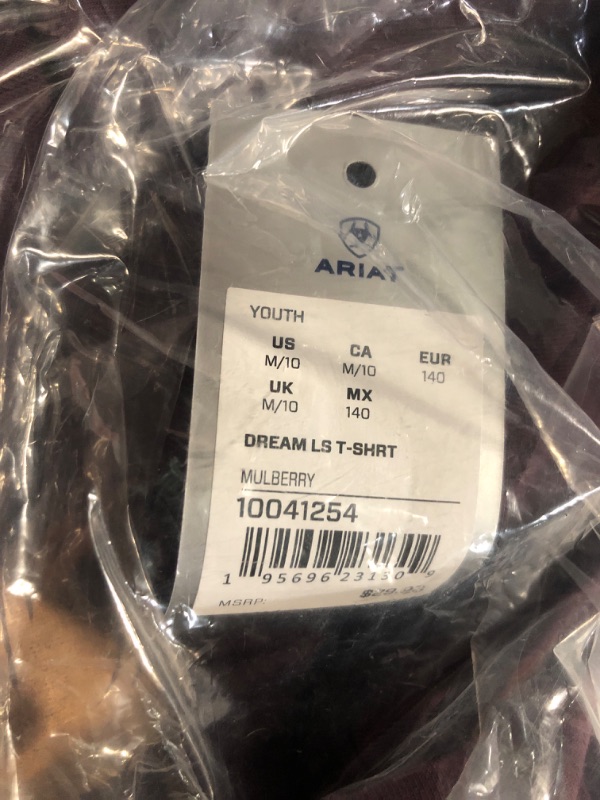 ARIAT
YOUTH
US CA EUR
M/10 M/10 140
UK MX
M/10 140
DREAM LS T-SHRT
MULBERRY
10041254
1 95696 23130 9
MSRP: